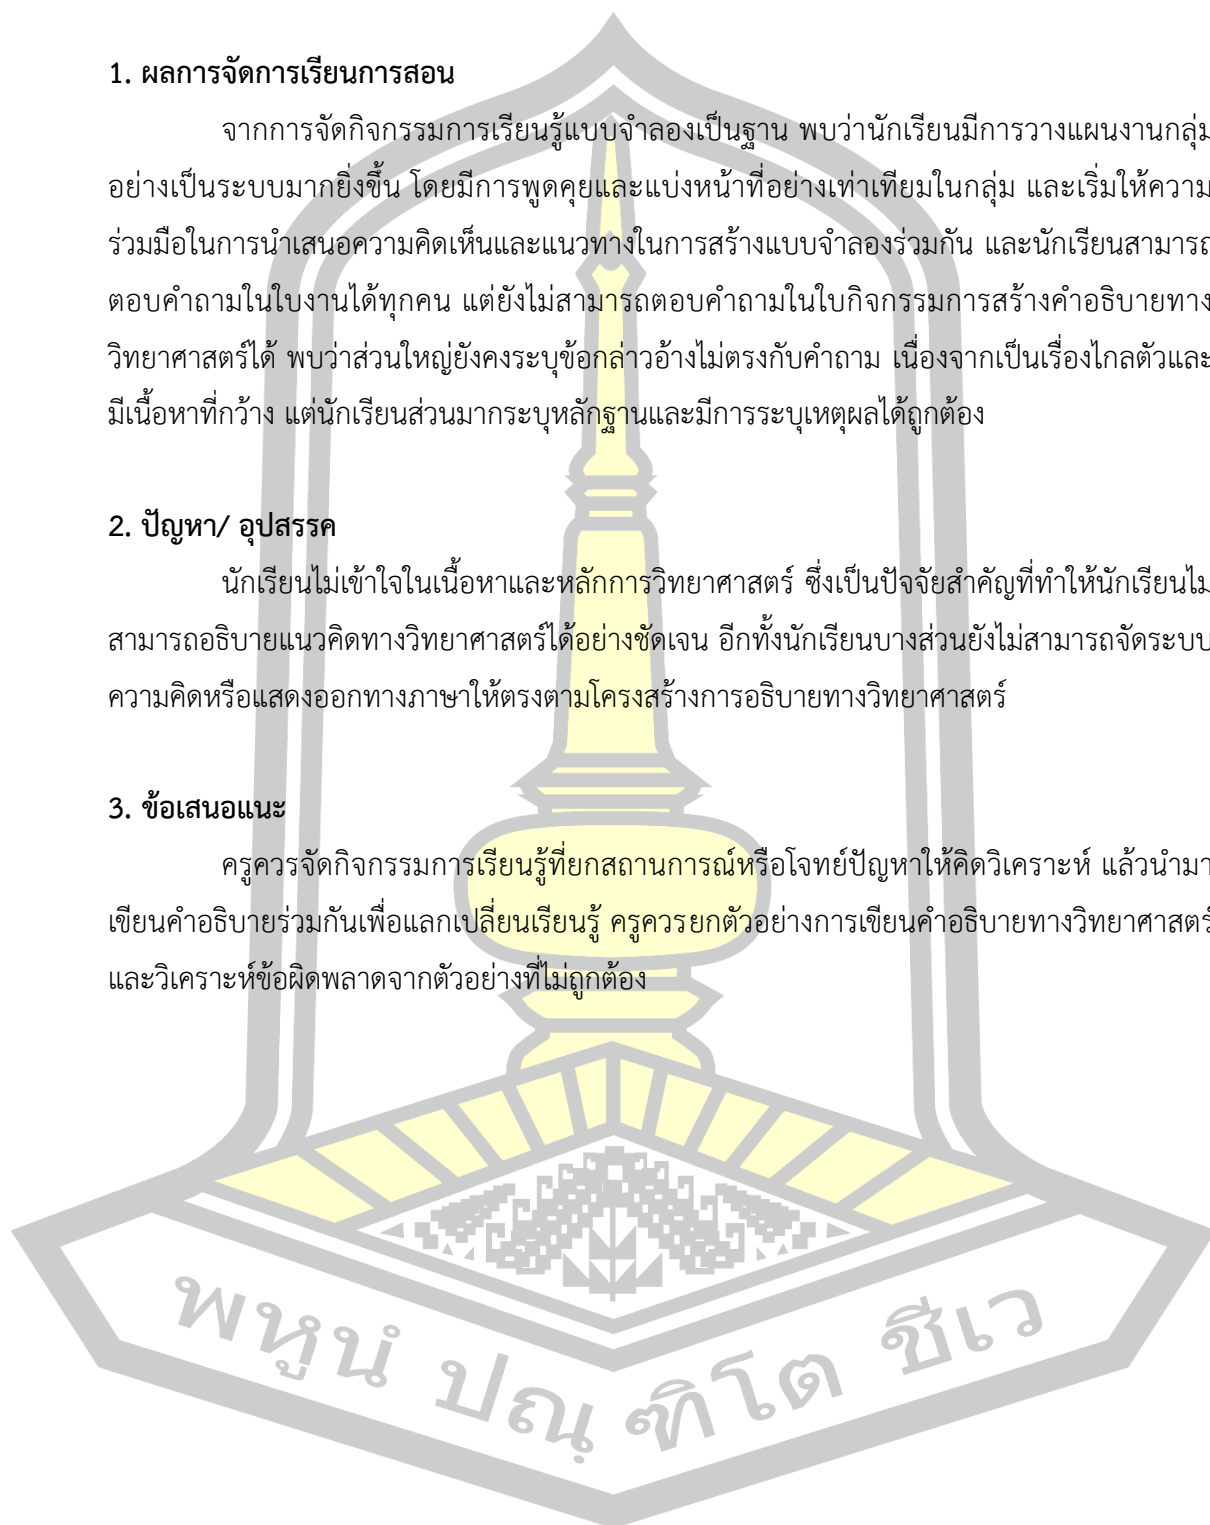 1. ผลการจัดการเรียนการสอน
จากการจัดกิจกรรมการเรียนรู้แบบจำลองเป็นฐาน พบว่านักเรียนมีการวางแผนงานกลุ่ม
อย่างเป็นระบบมากยิ่งขึ้น โดยมีการพูดคุยและแบ่งหน้าที่อย่างเท่าเทียมในกลุ่ม และเริ่มให้ความ
ร่วมมือในการนำเสนอความคิดเห็นและแนวทางในการสร้างแบบจำลองร่วมกัน และนักเรียนสามารถ
ตอบคำถามในใบงานได้ทุกคน แต่ยังไม่สามารถตอบคำถามในใบกิจกรรมการสร้างคำอธิบายทาง
วิทยาศาสตร์ได้ พบว่าส่วนใหญ่ยังคงระบุข้อกล่าวอ้างไม่ตรงกับคำถาม เนื่องจากเป็นเรื่องไกลตัวและ
มีเนื้อหาที่กว้าง แต่นักเรียนส่วนมากระบุหลักฐานและมีการระบุเหตุผลได้ถูกต้อง
2. ปัญหา/ อุปสรรค
นักเรียนไม่เข้าใจในเนื้อหาและหลักการวิทยาศาสตร์ ซึ่งเป็นปัจจัยสำคัญที่ทำให้นักเรียนไม่
สามารถอธิบายแนวคิดทางวิทยาศาสตร์ได้อย่างชัดเจน อีกทั้งนักเรียนบางส่วนยังไม่สามารถจัดระบบ
ความคิดหรือแสดงออกทางภาษาให้ตรงตามโครงสร้างการอธิบายทางวิทยาศาสตร์
3. ข้อเสนอแนะ
ครูควรจัดกิจกรรมการเรียนรู้ที่ยกสถานการณ์หรือโจทย์ปัญหาให้คิดวิเคราะห์ แล้วนำมา
เขียนคำอธิบายร่วมกันเพื่อแลกเปลี่ยนเรียนรู้ ครูควรยกตัวอย่างการเขียนคำอธิบายทางวิทยาศาสตร์
และวิเคราะห์ข้อผิดพลาดจากตัวอย่างที่ไม่ถูกต้อง
พหูนํ ปณฺฑิโต ชีเว